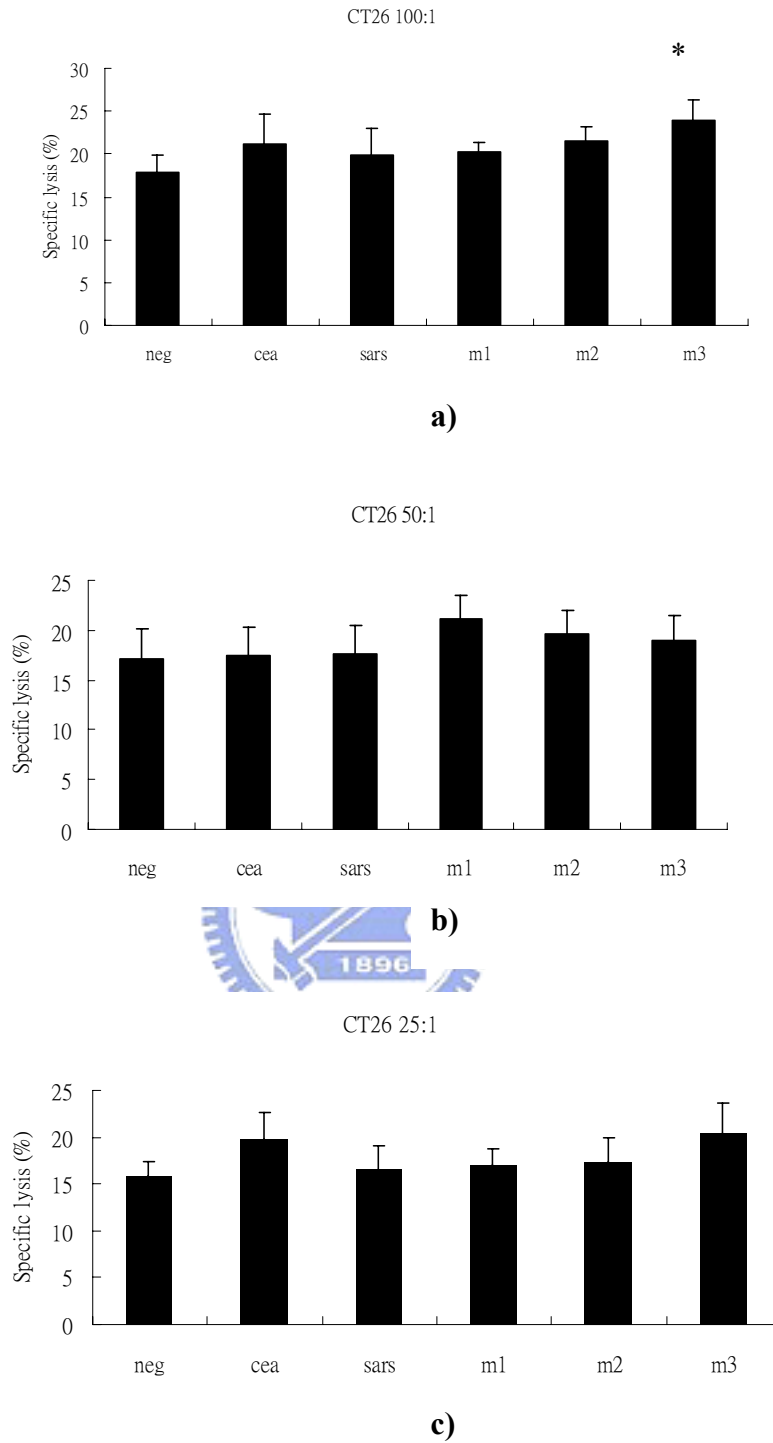 CT26 100:1
*
Specific lysis (%)
30
25
20
15
10
5
0
neg cea sars m1 m2 m3
a)
CT26 50:1
Specific lysis (%)
25
20
15
10
5
0
neg cea sars m1 m2 m3
b)
1896
CT26 25:1
Specific lysis (%)
25
20
15
10
5
0
neg cea sars m1 m2 m3
c)